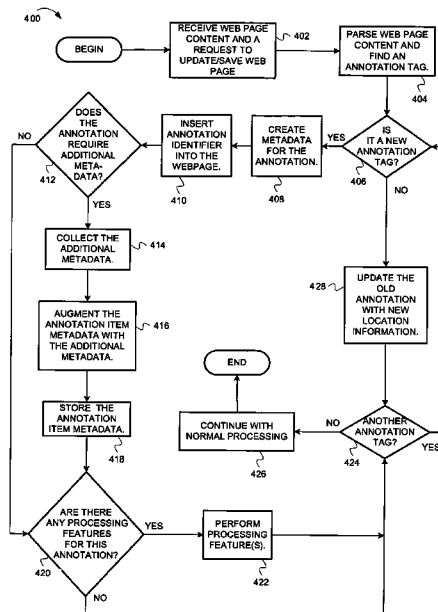 400
BEGIN
RECEIVE WEB PAGE
CONTENT AND A
REQUEST TO
UPDATE/SAVE WEB
PAGE
402
PARSE WEB PAGE
CONTENT AND
FIND AN
ANNOTATION TAG.
404
IS
IT A NEW
ANNOTATION
TAG?
406
YES
NO
CREATE
METADATA
FOR THE
ANNOTATION.
408
INSERT
ANNOTATION
IDENTIFIER
INTO THE
WEBPAGE.
410
DOES
THE
ANNOTATION
REQUIRE
ADDITIONAL
META-
DATA?
412
NO
YES
COLLECT THE
ADDITIONAL
METADATA.
414
AUGMENT THE
ANNOTATION ITEM
METADATA WITH
THE ADDITIONAL
METADATA.
416
STORE THE
ANNOTATION
ITEM METADATA.
418
ARE THERE
ANY PROCESSING
FEATURES
FOR THIS
ANNOTATION?
420
YES
NO
PERFORM
PROCESSING
FEATURE(S).
422
428
UPDATE THE
OLD
ANNOTATION
WITH NEW
LOCATION
INFORMATION.
ANOTHER
ANNOTATION
TAG?
424
NO
YES
CONTINUE WITH
NORMAL PROCESSING
426
END